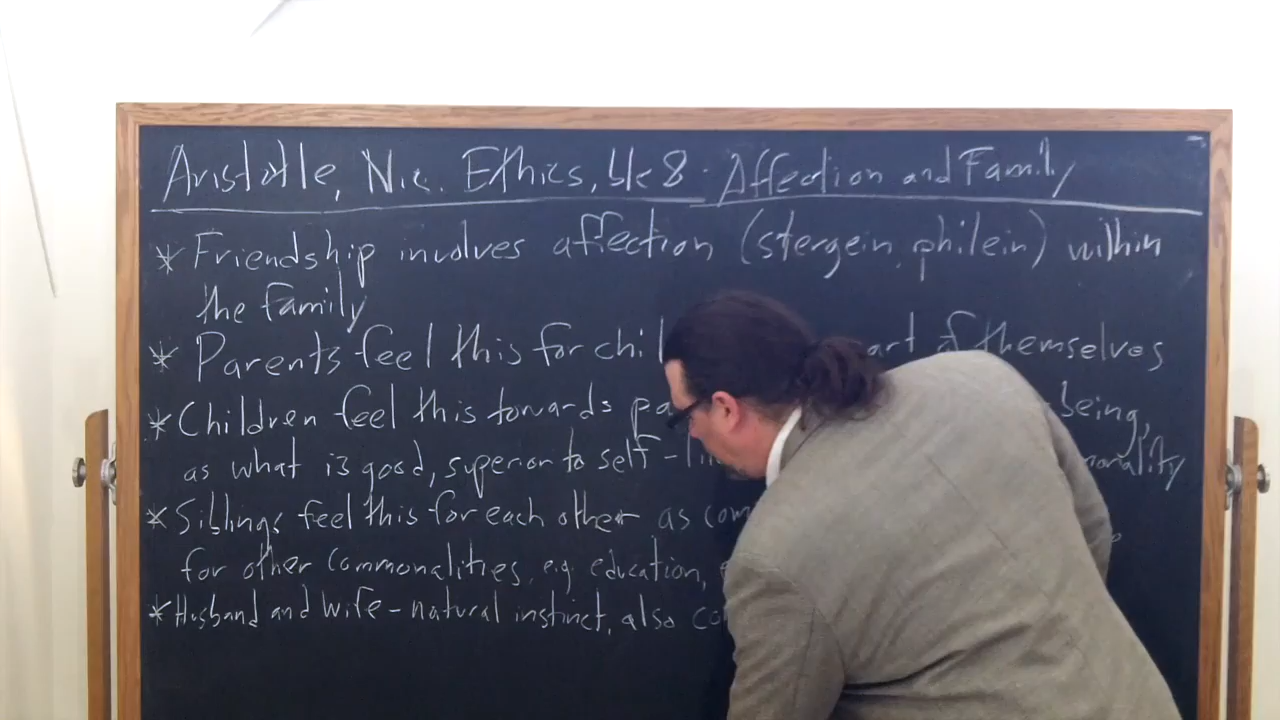 Aristotle, Nic. Ethics, bk 8: Affection and Family
* Friendship involves affection (stergein, philein) within
the family
* Parents feel this for chil art of themselves
* Children feel this towards pa being,
as what is good, superior to self - li monality
* Siblings feel this for each other as com
for other commonalities, e.g. education,
* Husband and Wife - natural instinct, also co